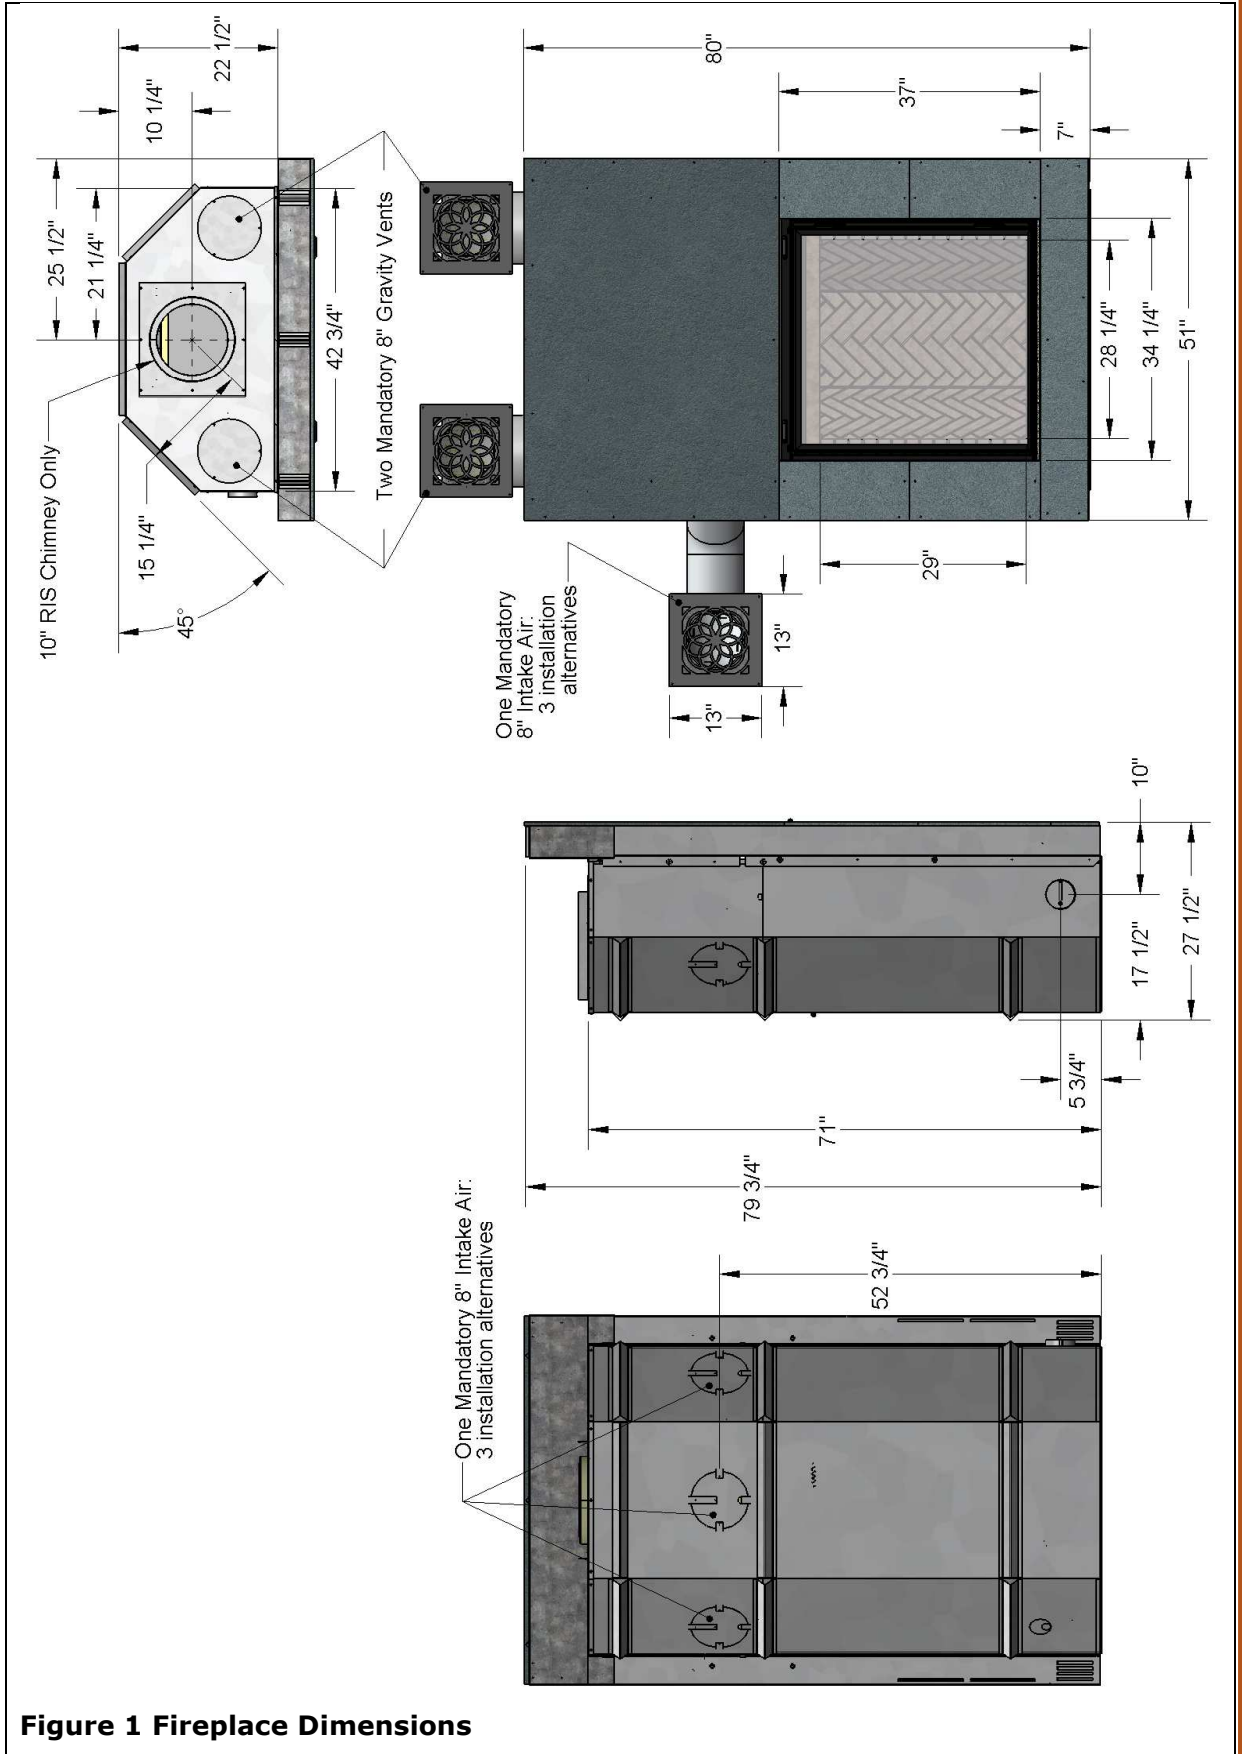 10" RIS Chimney Only
25 1/2"
21 1/4"
22 1/2"
10 1/4"
15 1/4"
45°
42 3/4"
Two Mandatory 8" Gravity Vents
80"
37"
7"
28 1/4"
34 1/4"
51"
29"
One Mandatory
8" Intake Air:
3 installation
alternatives
13"
13"
10"
17 1/2"
27 1/2"
5 3/4"
71"
79 3/4"
One Mandatory 8" Intake Air:
3 installation alternatives
52 3/4"
Figure 1 Fireplace Dimensions